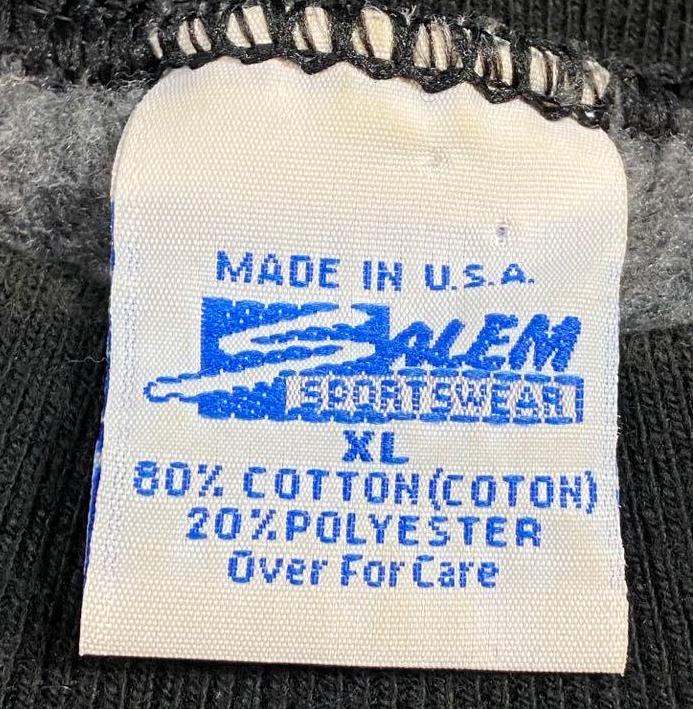 MADE IN U.S.A.
SALEM
SPORTSWEAR
XL
80% COTTON(COTON)
20%POLYESTER
Over For Care